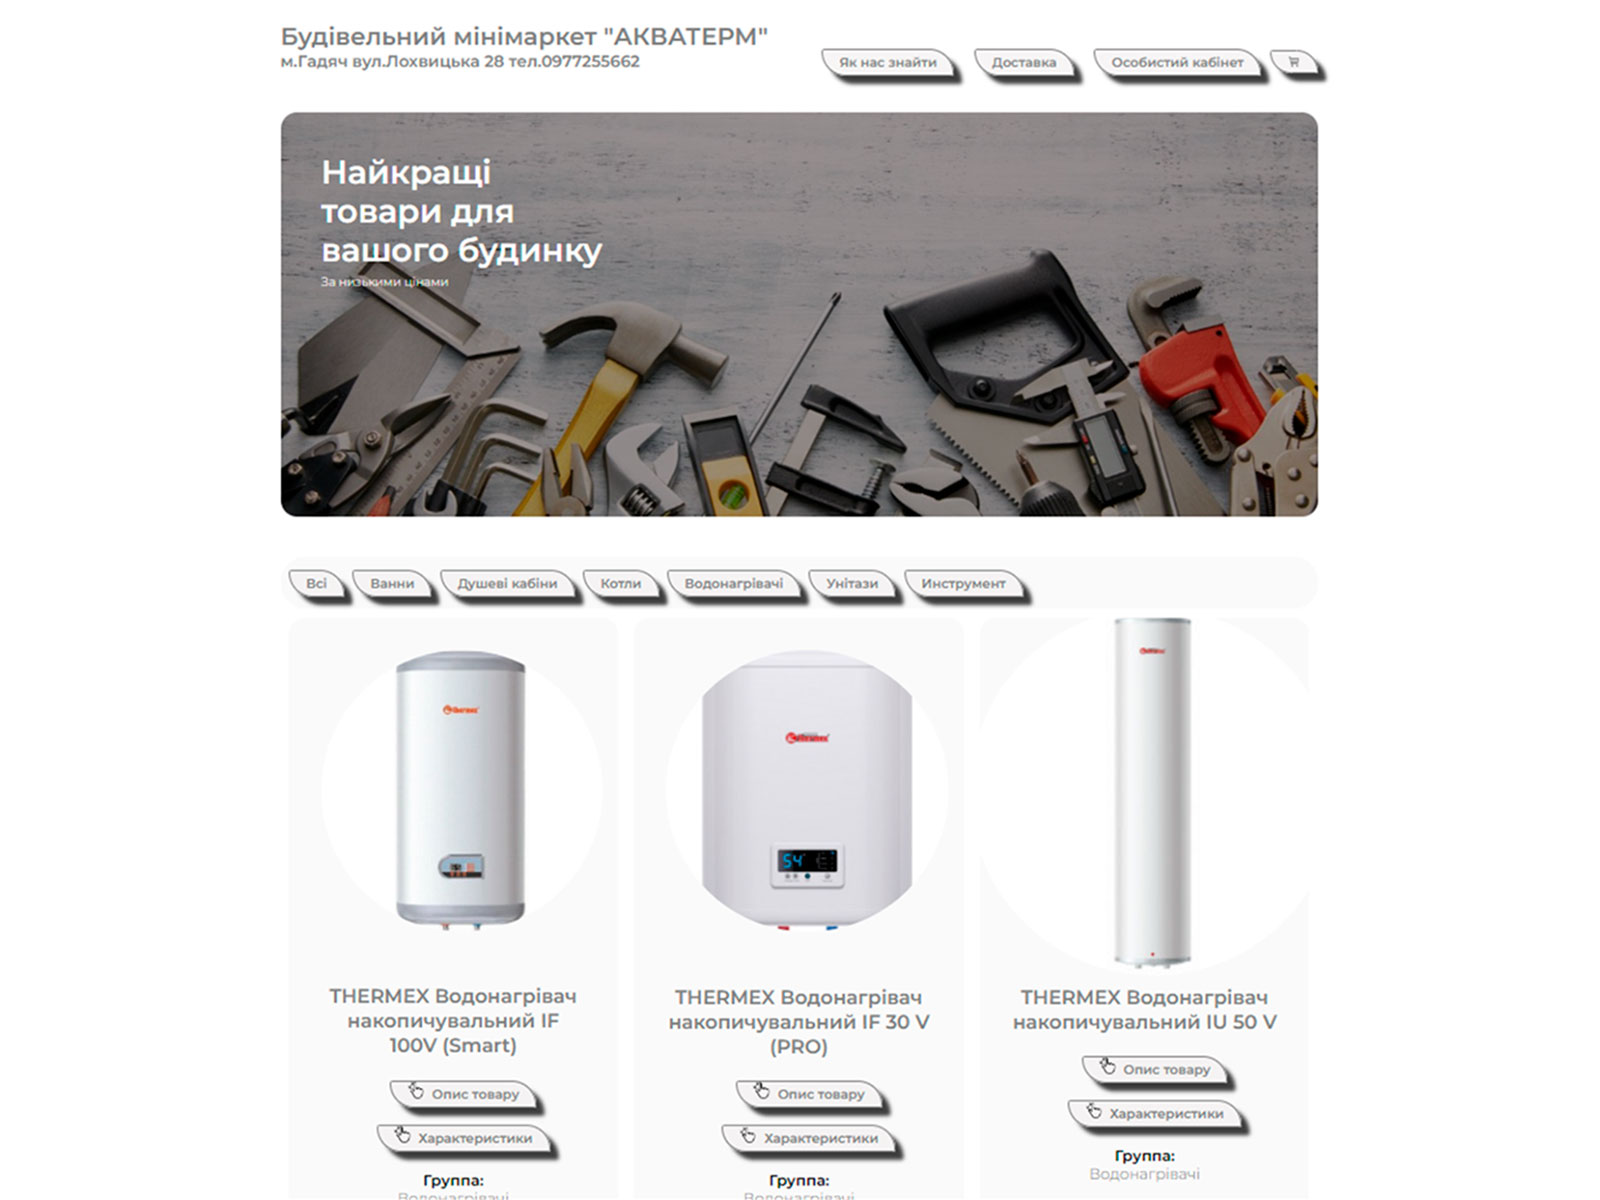 Будівельний мінімаркет "АКВАТЕРМ"
м.Гадяч вул.Лохвицька 28 тел.0977255662
Як нас знайти
Доставка
Особистий кабінет
Найкращі
товари для
вашого будинку
За низькими цінами
Всі
Ванни
Душеві кабіни
Котли
Водонагрівачі
Унітази
Инструмент
54°
THERMEX Водонагрівач
накопичувальний IF
100V (Smart)
Опис товару
Характеристики
Группа:
Водонагрівачі
THERMEX Водонагрівач
накопичувальний IF 30 V
(PRO)
Опис товару
Характеристики
Группа:
Водонагрівачі
THERMEX Водонагрівач
накопичувальний IU 50 V
Опис товару
Характеристики
Группа:
Водонагрівачі